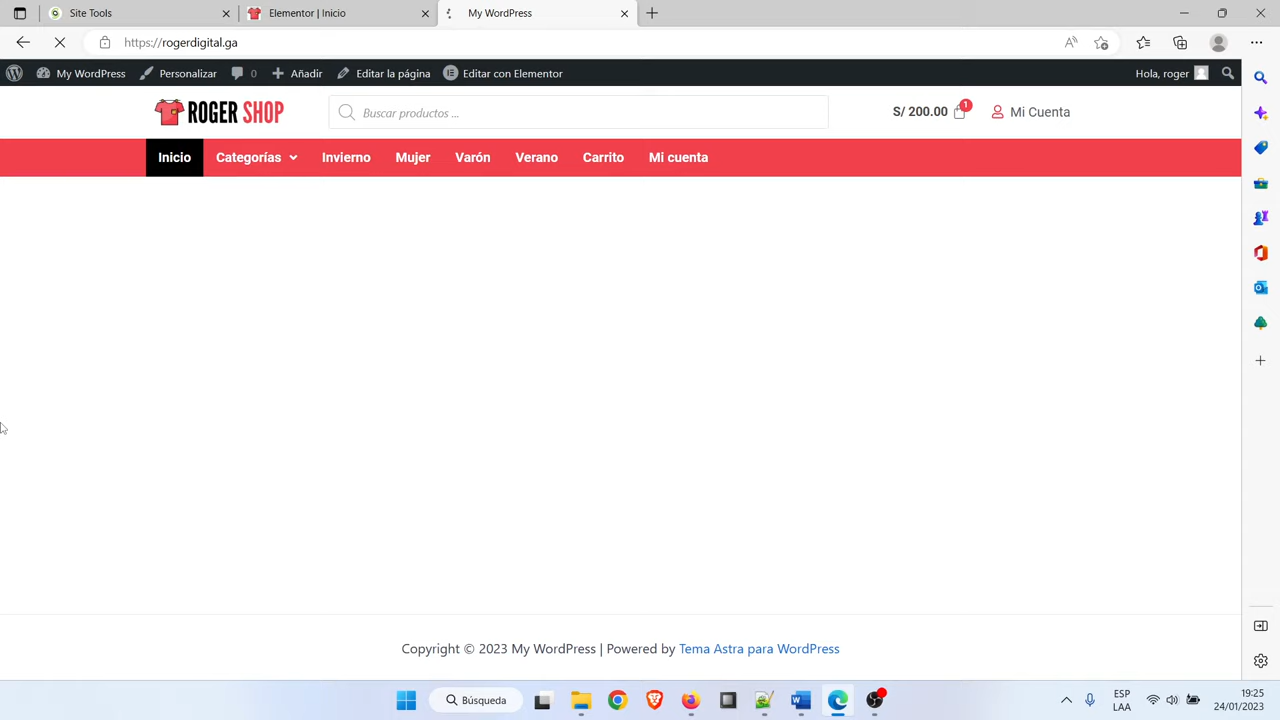 Site Tools
Elementor | Inicio
My WordPress
https://rogerdigital.ga
My WordPress
Personalizar
0
Añadir
Editar la página
Editar con Elementor
Hola, roger
ROGER SHOP
Buscar productos ...
S/ 200.00
1
Mi Cuenta
Inicio
Categorías
Invierno
Mujer
Varón
Verano
Carrito
Mi cuenta
Copyright © 2023 My WordPress | Powered by Tema Astra para WordPress
Búsqueda
ESP
LAA
19:25
24/01/2023